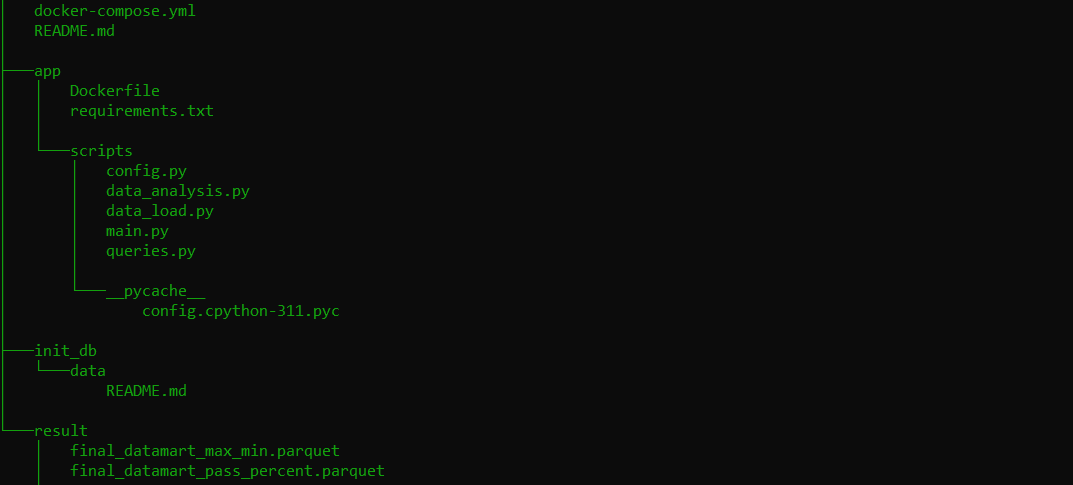 docker-compose.yml
README.md
app
Dockerfile
requirements.txt
scripts
config.py
data_analysis.py
data_load.py
main.py
queries.py
__pycache__
config.cpython-311.pyc
init_db
data
README.md
result
final_datamart_max_min.parquet
final_datamart_pass_percent.parquet